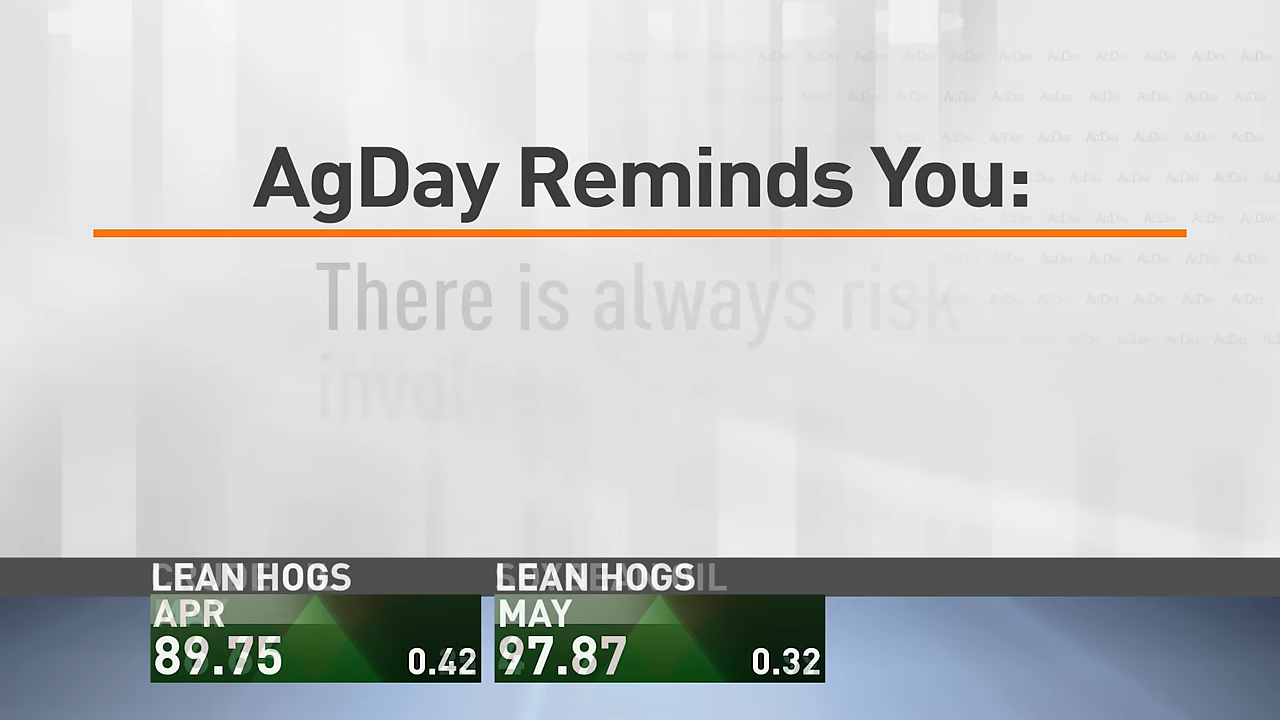 AgDay Reminds You:
There is always risk
involved
LEAN HOGS
APR
89.75 0.42
LEAN HOGS
MAY
97.87 0.32